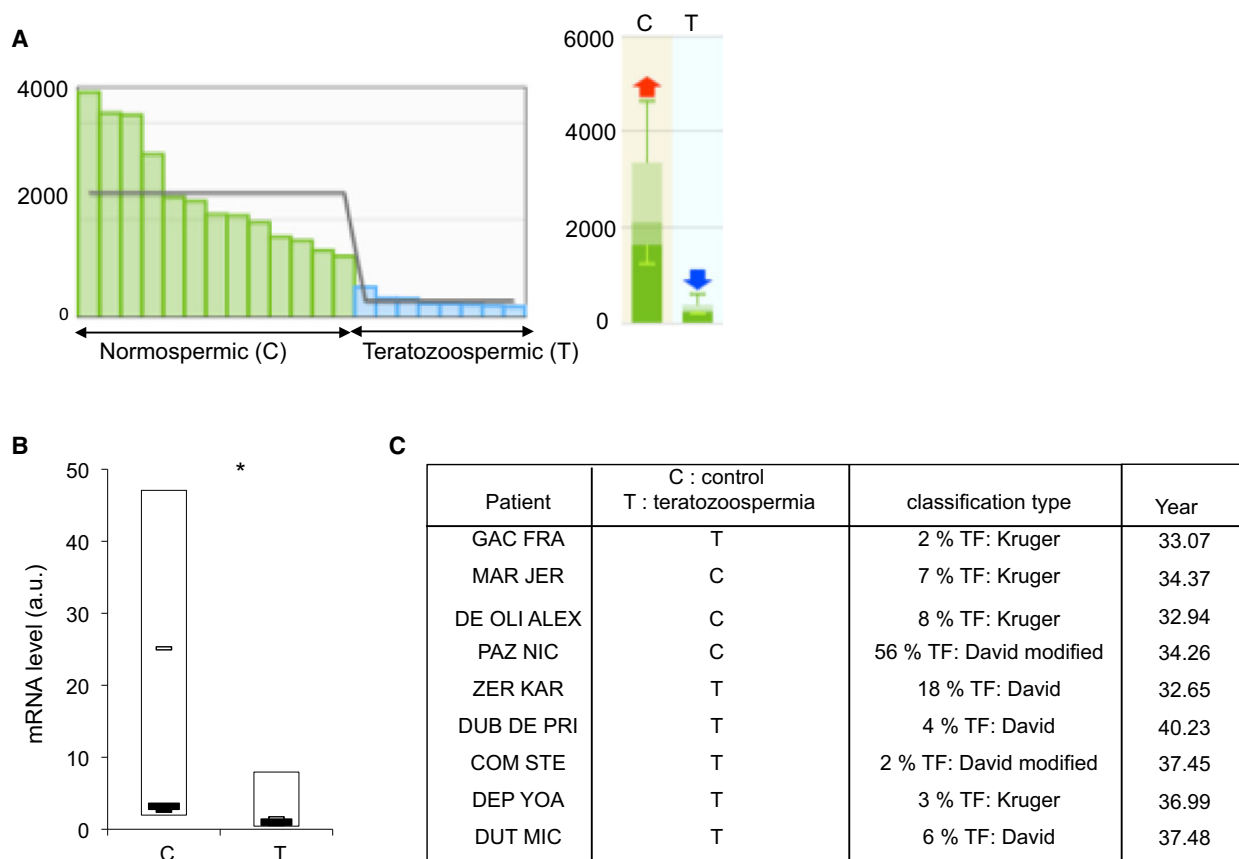 A
C T
4000
2000
0
Normospermic (C)
Teratozoospermic (T)
6000
4000
2000
0
B
*
mRNA level (a.u.)
50
40
30
20
10
0
C T
C
Patient
C : control
T : teratozoospermia
classification type
Year
GAC FRA T 2 % TF: Kruger 33.07
MAR JER C 7 % TF: Kruger 34.37
DE OLI ALEX C 8 % TF: Kruger 32.94
PAZ NIC C 56 % TF: David modified 34.26
ZER KAR T 18 % TF: David 32.65
DUB DE PRI T 4 % TF: David 40.23
COM STE T 2 % TF: David modified 37.45
DEP YOA T 3 % TF: Kruger 36.99
DUT MIC T 6 % TF: David 37.48